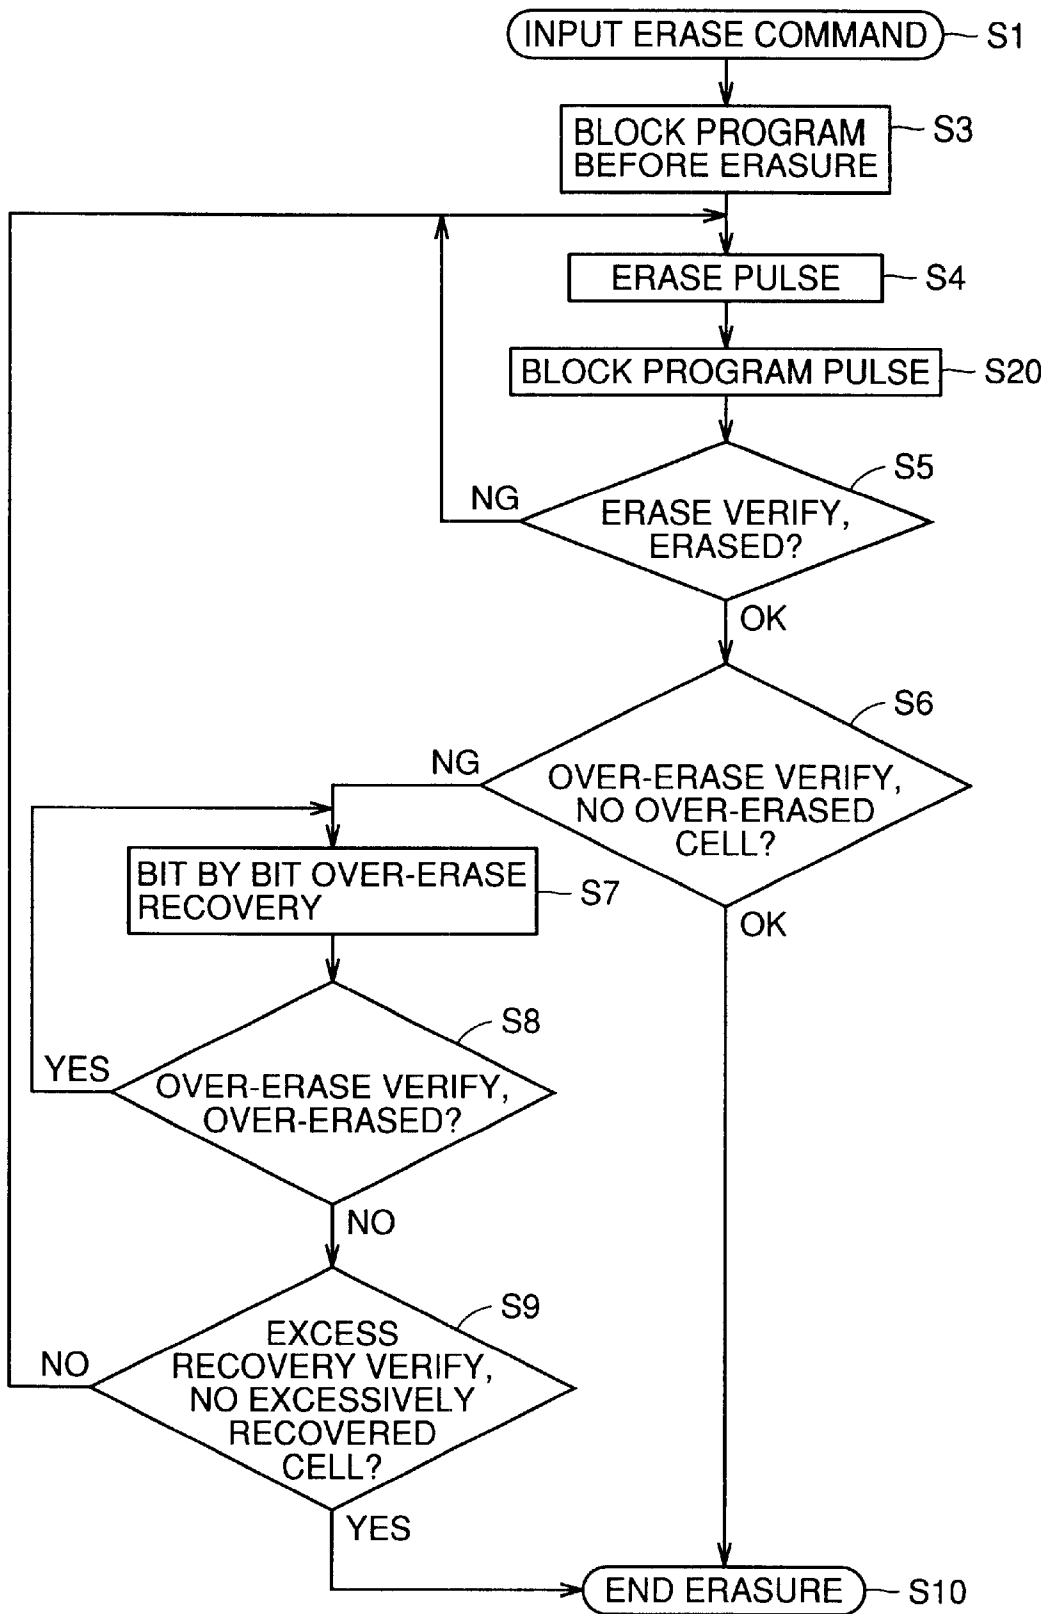 INPUT ERASE COMMAND
S1
BLOCK PROGRAM
BEFORE ERASURE
S3
ERASE PULSE
S4
BLOCK PROGRAM PULSE
S20
S5
NG
ERASE VERIFY,
ERASED?
OK
S6
NG
OVER-ERASE VERIFY,
NO OVER-ERASED
CELL?
OK
BIT BY BIT OVER-ERASE
RECOVERY
S7
S8
YES
OVER-ERASE VERIFY,
OVER-ERASED?
NO
S9
NO
EXCESS
RECOVERY VERIFY,
NO EXCESSIVELY
RECOVERED
CELL?
YES
END ERASURE
S10